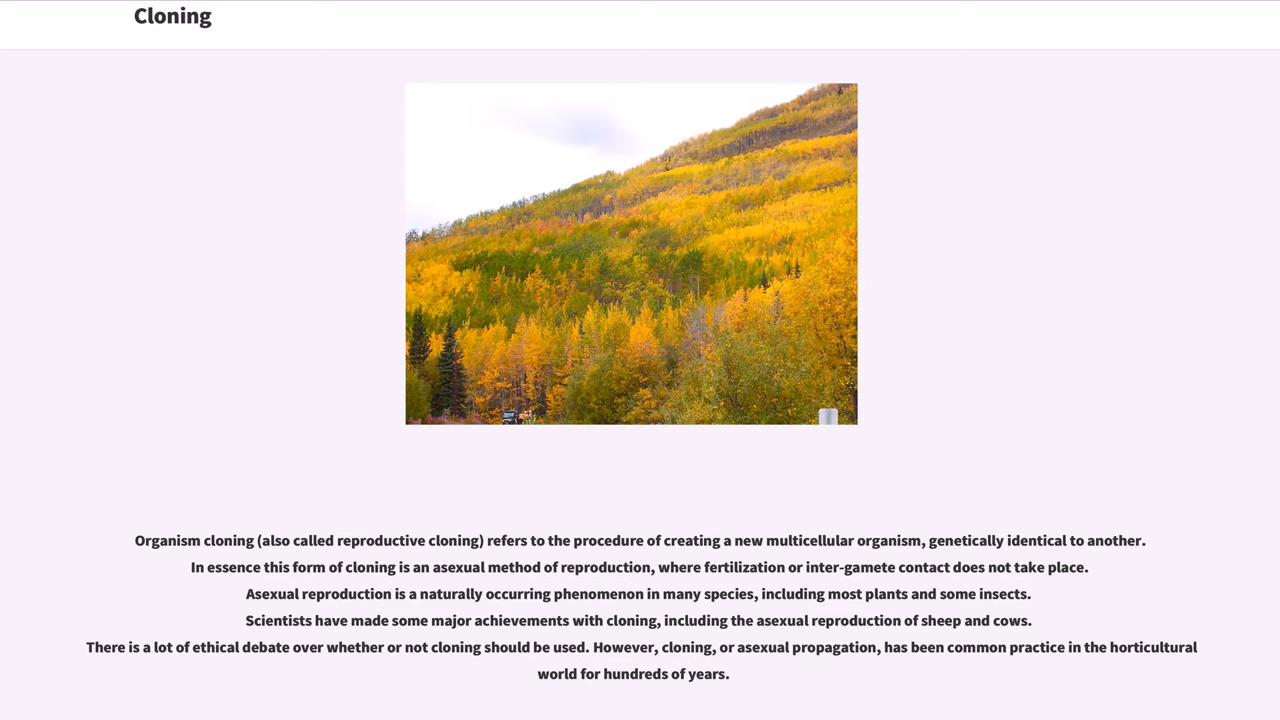 Cloning
Organism cloning (also called reproductive cloning) refers to the procedure of creating a new multicellular organism, genetically identical to another.
In essence this form of cloning is an asexual method of reproduction, where fertilization or inter-gamete contact does not take place.
Asexual reproduction is a naturally occurring phenomenon in many species, including most plants and some insects.
Scientists have made some major achievements with cloning, including the asexual reproduction of sheep and cows.
There is a lot of ethical debate over whether or not cloning should be used. However, cloning, or asexual propagation, has been common practice in the horticultural
world for hundreds of years.